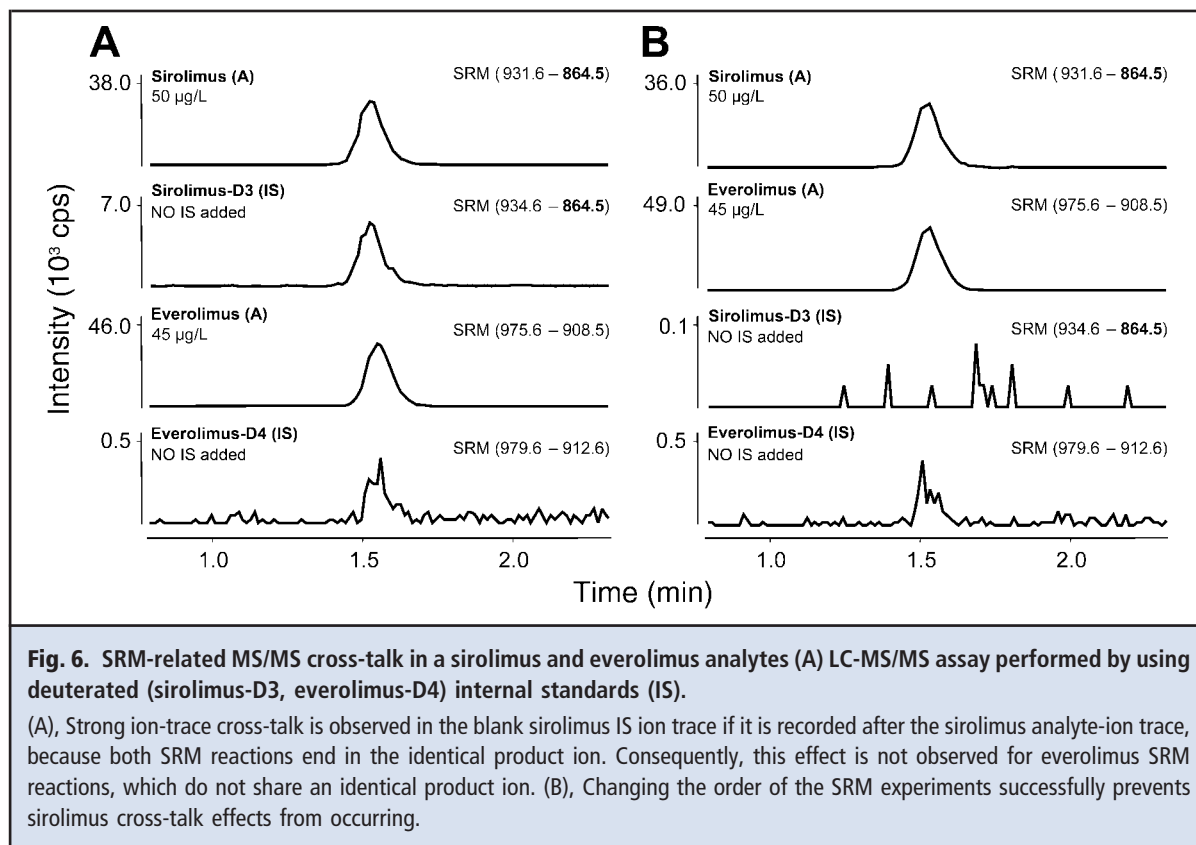 A
B
Intensity (10³ cps)
38.0
Sirolimus (A)
50 µg/L
SRM (931.6 – 864.5)
7.0
Sirolimus-D3 (IS)
NO IS added
SRM (934.6 – 864.5)
46.0
Everolimus (A)
45 µg/L
SRM (975.6 – 908.5)
0.5
Everolimus-D4 (IS)
NO IS added
SRM (979.6 – 912.6)
1.0 1.5 2.0
36.0
Sirolimus (A)
50 µg/L
SRM (931.6 – 864.5)
49.0
Everolimus (A)
45 µg/L
SRM (975.6 – 908.5)
0.1
Sirolimus-D3 (IS)
NO IS added
SRM (934.6 – 864.5)
0.5
Everolimus-D4 (IS)
NO IS added
SRM (979.6 – 912.6)
1.0 1.5 2.0
Time (min)
Fig. 6. SRM-related MS/MS cross-talk in a sirolimus and everolimus analytes (A) LC-MS/MS assay performed by using
deuterated (sirolimus-D3, everolimus-D4) internal standards (IS).
(A), Strong ion-trace cross-talk is observed in the blank sirolimus IS ion trace if it is recorded after the sirolimus analyte-ion trace,
because both SRM reactions end in the identical product ion. Consequently, this effect is not observed for everolimus SRM
reactions, which do not share an identical product ion. (B), Changing the order of the SRM experiments successfully prevents
sirolimus cross-talk effects from occurring.